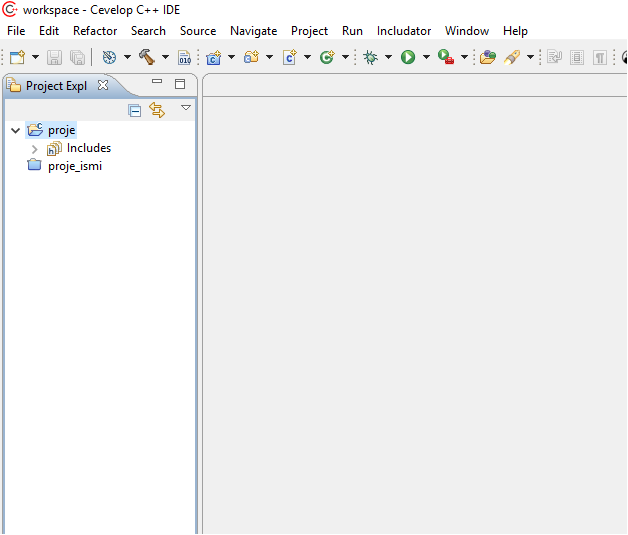 workspace - Cevelop C++ IDE
File Edit Refactor Search Source Navigate Project Run Includator Window Help
010
Project Expl
proje
Includes
proje_ismi